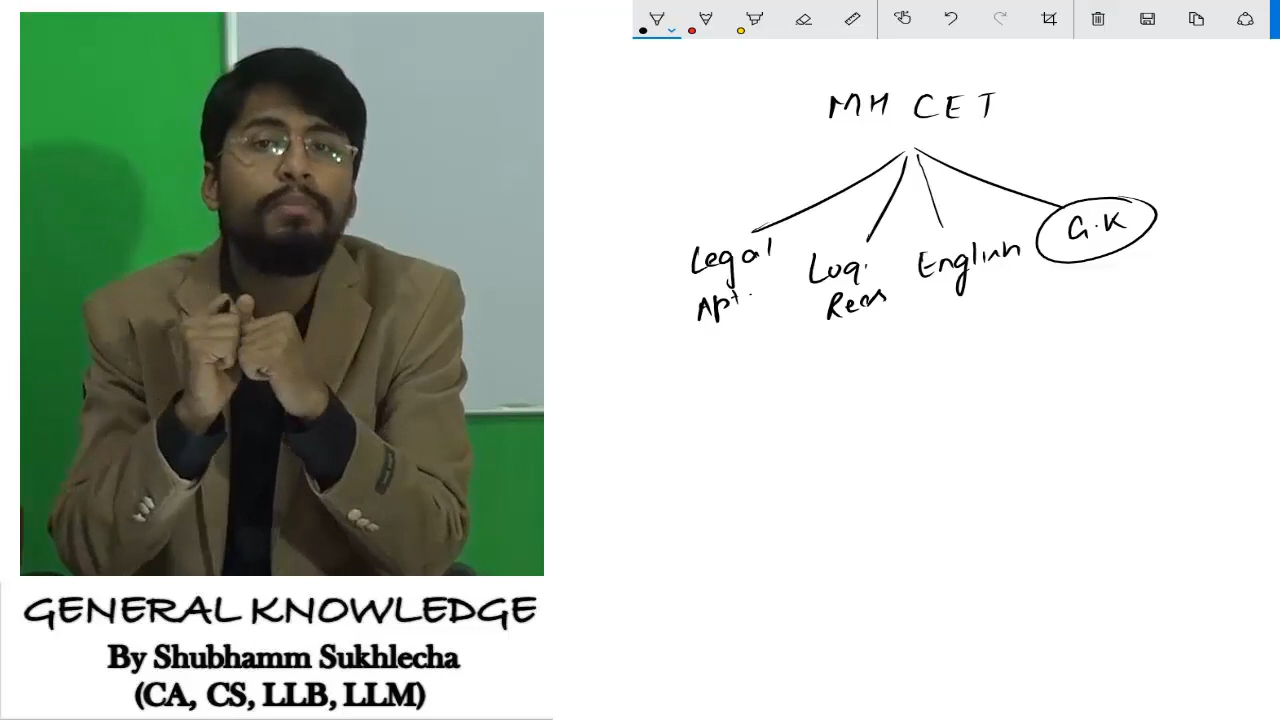 MH CET
Legal Apt.
Log. Reas
English
G.K
GENERAL KNOWLEDGE
By Shubhamm Sukhlecha
(CA, CS, LLB, LLM)